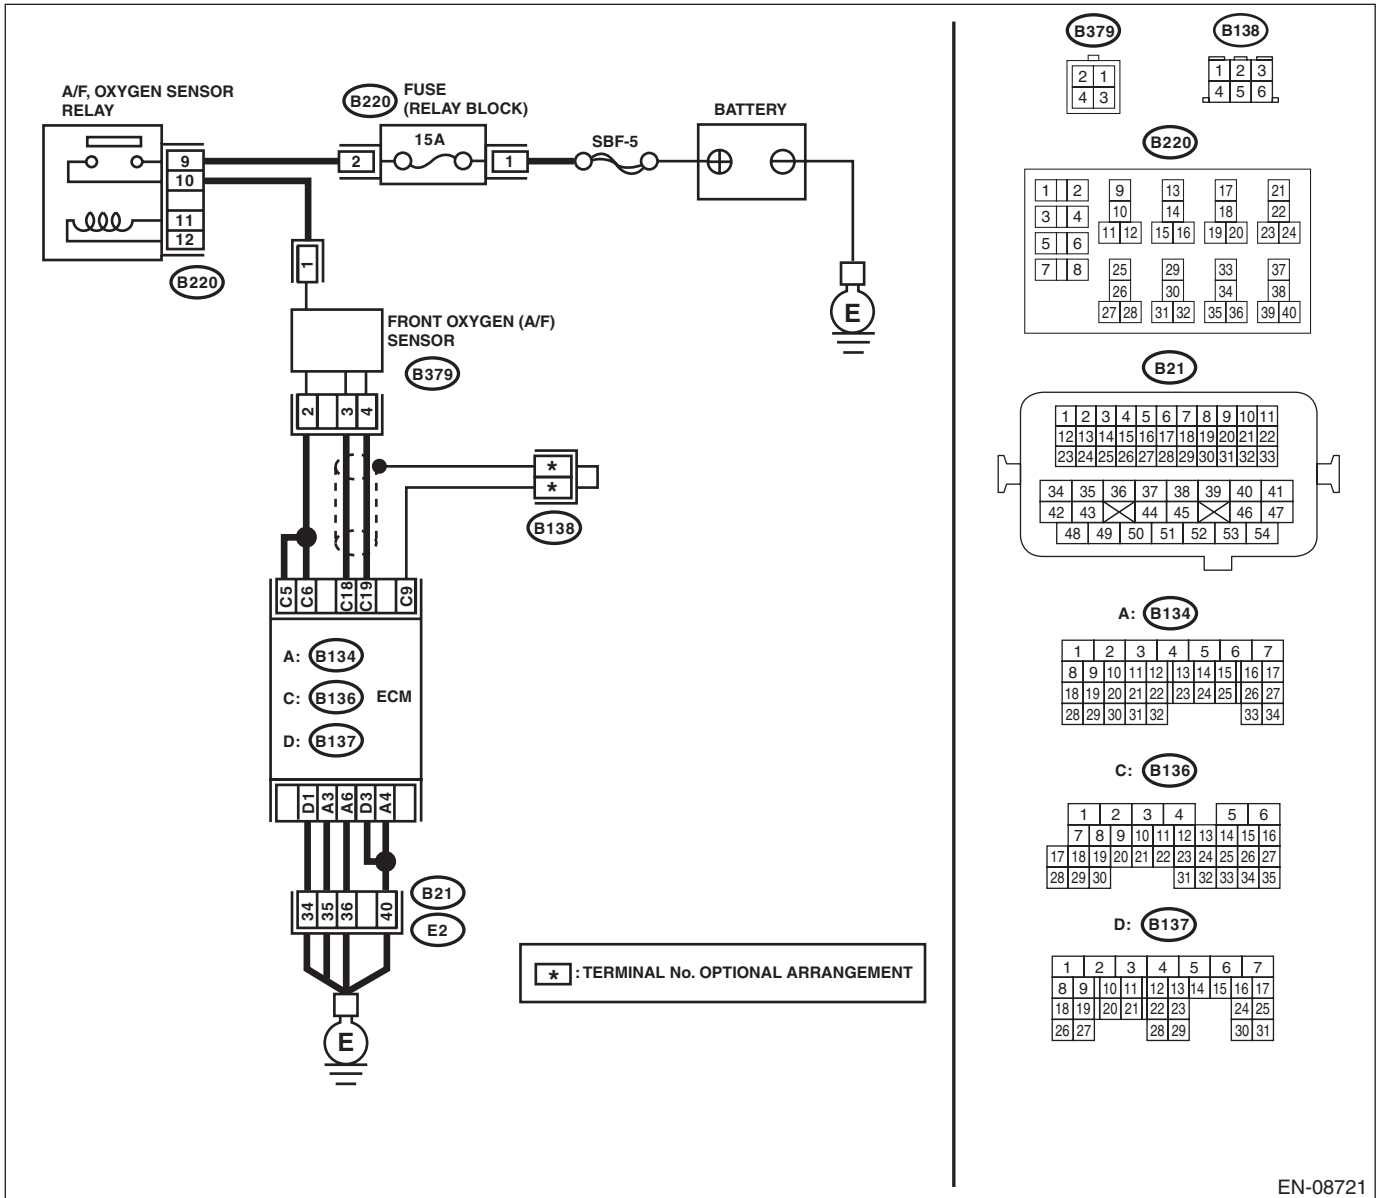 A/F, OXYGEN SENSOR
RELAY
B220
FUSE
(RELAY BLOCK)
15A
SBF-5
BATTERY
9
10
11
12
2
1
B220
1
E
FRONT OXYGEN (A/F)
SENSOR
B379
2 3 4
*
*
B138
C5 C6 C18 C19 C9
A: B134
C: B136 ECM
D: B137
D1 A3 A6 D3 A4
34 35 36 40
B21
E2
E
* : TERMINAL No. OPTIONAL ARRANGEMENT
B379
2 1
4 3
B138
1 2 3
4 5 6
B220
1 2 9 13 17 21
3 4 10 14 18 22
11 12 15 16 19 20 23 24
5 6
7 8 25 29 33 37
26 30 34 38
27 28 31 32 35 36 39 40
B21
1 2 3 4 5 6 7 8 9 10 11
12 13 14 15 16 17 18 19 20 21 22
23 24 25 26 27 28 29 30 31 32 33
34 35 36 37 38 39 40 41
42 43 44 45 46 47
48 49 50 51 52 53 54
A: B134
1 2 3 4 5 6 7
8 9 10 11 12 13 14 15 16 17
18 19 20 21 22 23 24 25 26 27
28 29 30 31 32 33 34
C: B136
1 2 3 4 5 6
7 8 9 10 11 12 13 14 15 16
17 18 19 20 21 22 23 24 25 26 27
28 29 30 31 32 33 34 35
D: B137
1 2 3 4 5 6 7
8 9 10 11 12 13 14 15 16 17
18 19 20 21 22 23 24 25
26 27 28 29 30 31
EN-08721